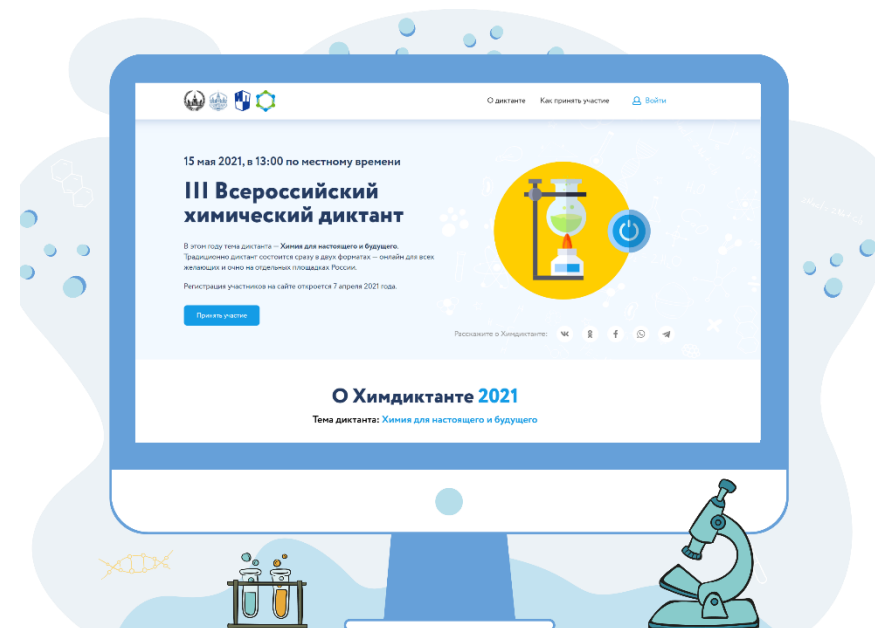 О диктанте Как принять участие Войти
15 мая 2021, в 13:00 по местному времени
III Всероссийский
химический диктант
В этом году тема диктанта — Химия для настоящего и будущего.
Традиционно диктант состоится сразу в двух форматах — онлайн для всех
желающих и очно на отдельных площадках России.
Регистрация участников на сайте откроется 7 апреля 2021 года.
Принять участие
Расскажите о Химдиктанте:
О Химдиктанте 2021
Тема диктанта: Химия для настоящего и будущего